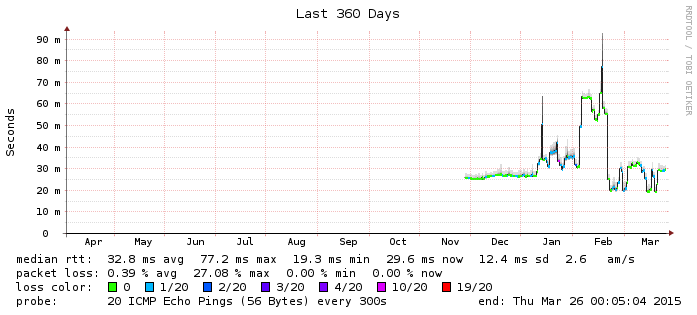 Last 360 Days
RRDTOOL / TOBI OETIKER
Seconds
90 m
80 m
70 m
60 m
50 m
40 m
30 m
20 m
10 m
0
Apr May Jun Jul Aug Sep Oct Nov Dec Jan Feb Mar
median rtt: 32.8 ms avg 77.2 ms max 19.3 ms min 29.6 ms now 12.4 ms sd 2.6 am/s
packet loss: 0.39 % avg 27.08 % max 0.00 % min 0.00 % now
loss color: 0 1/20 2/20 3/20 4/20 10/20 19/20
probe: 20 ICMP Echo Pings (56 Bytes) every 300s end: Thu Mar 26 00:05:04 2015